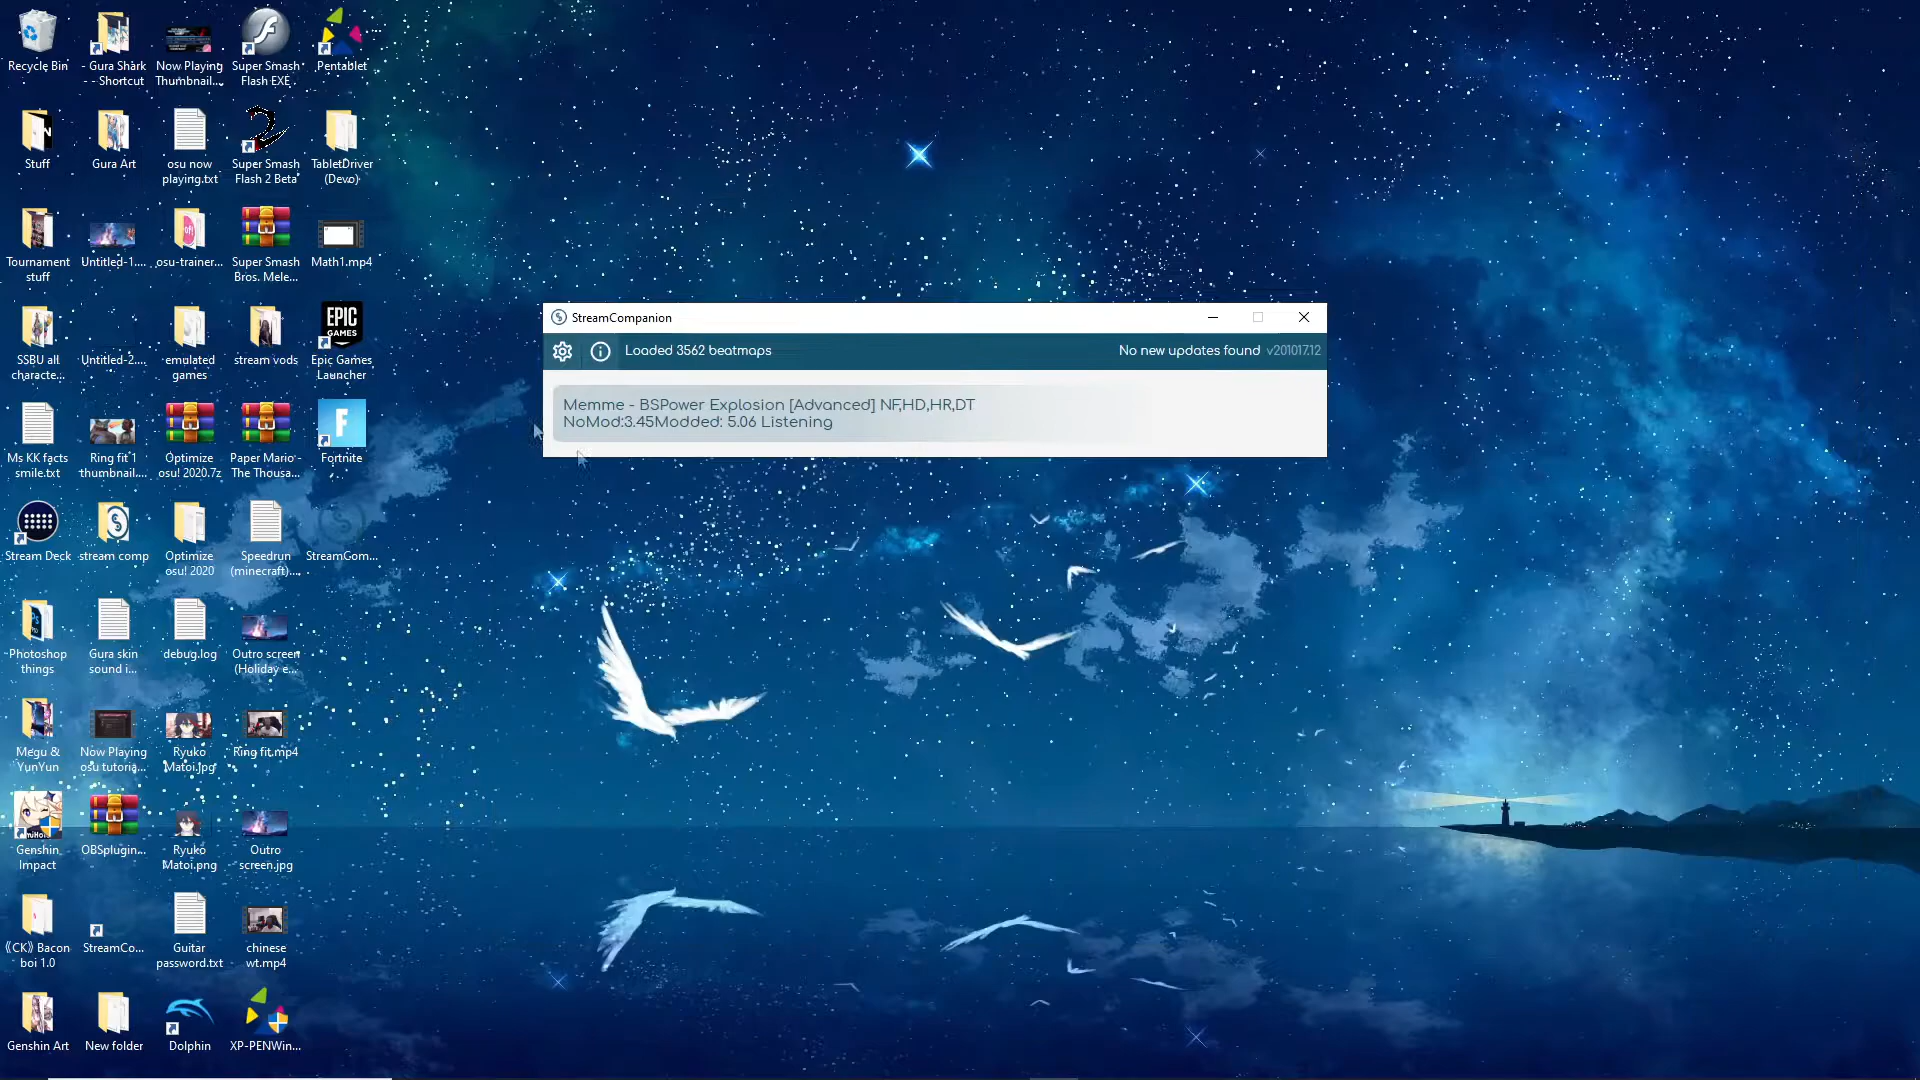 Recycle Bin
- Gura Shark
- - Shortcut
Now Playing
Thumbnail...
Super Smash
Flash EXE
Pentablet
Stuff
Gura Art
osu now
playing.txt
Super Smash
Flash 2 Beta
TabletDriver
(Devo)
Tournament
stuff
Untitled-1....
osu-trainer...
Super Smash
Bros. Mele...
Math1.mp4
SSBU all
characte...
Untitled-2....
emulated
games
stream vods
EPIC
GAMES
Epic Games
Launcher
Ms KK facts
smile.txt
Ring fit 1
thumbnail....
Optimize
osu! 2020.7z
Paper Mario -
The Thousa...
Fortnite
Stream Deck
stream comp
Optimize
osu! 2020
Speedrun
(minecraft)...
StreamCom...
Photoshop
things
Gura skin
sound i...
debug.log
Outro screen
(Holiday e...
Megu &
YunYun
Now Playing
osu tutoria...
Ryuko
Matoi.jpg
Ring fit.mp4
Genshin
Impact
OBSplugin...
Ryuko
Matoi.png
Outro
screen.jpg
《CK》 Bacon
boi 1.0
StreamCo...
Guitar
password.txt
chinese
wt.mp4
Genshin Art
New folder
Dolphin
XP-PENWin...
StreamCompanion
Loaded 3562 beatmaps
No new updates found v201017.12
Memme - BSPower Explosion [Advanced] NF,HD,HR,DT
NoMod:3.45Modded: 5.06 Listening